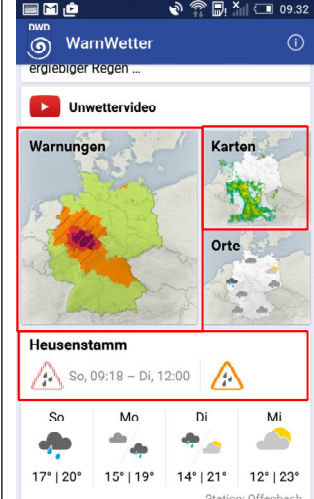 09.32
DWD
WarnWetter
ergiebiger Regen ...
Unwettervideo
Warnungen
Karten
Orte
Heusenstamm
So, 09:18 – Di, 12:00
So Mo Di Mi
17° | 20° 15° | 19° 14° | 21° 12° | 23°
Station: Offenbach